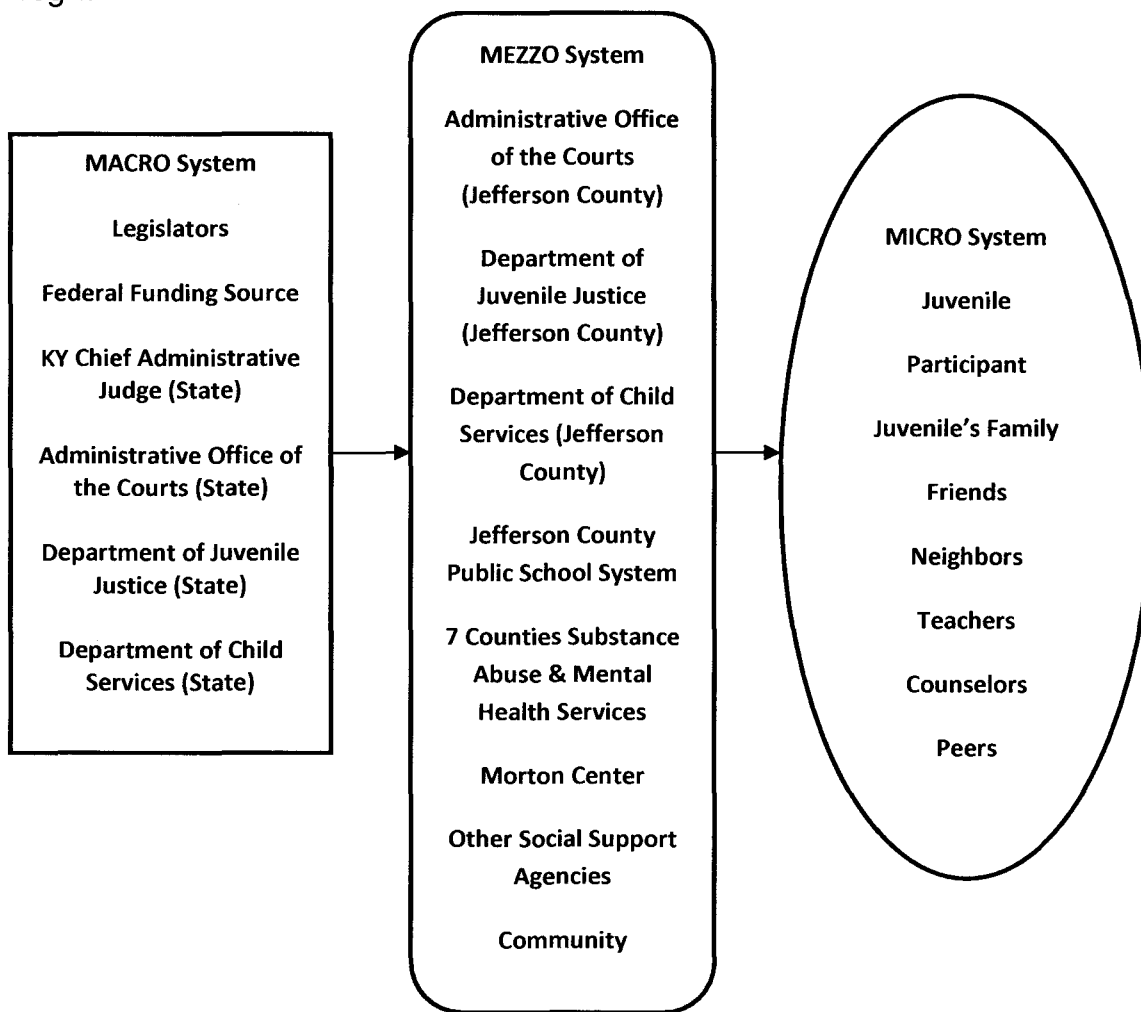 MACRO System
Legislators
Federal Funding Source
KY Chief Administrative
Judge (State)
Administrative Office of
the Courts (State)
Department of Juvenile
Justice (State)
Department of Child
Services (State)
MEZZO System
Administrative Office
of the Courts
(Jefferson County)
Department of
Juvenile Justice
(Jefferson County)
Department of Child
Services (Jefferson
County)
Jefferson County
Public School System
7 Counties Substance
Abuse & Mental
Health Services
Morton Center
Other Social Support
Agencies
Community
MICRO System
Juvenile
Participant
Juvenile's Family
Friends
Neighbors
Teachers
Counselors
Peers